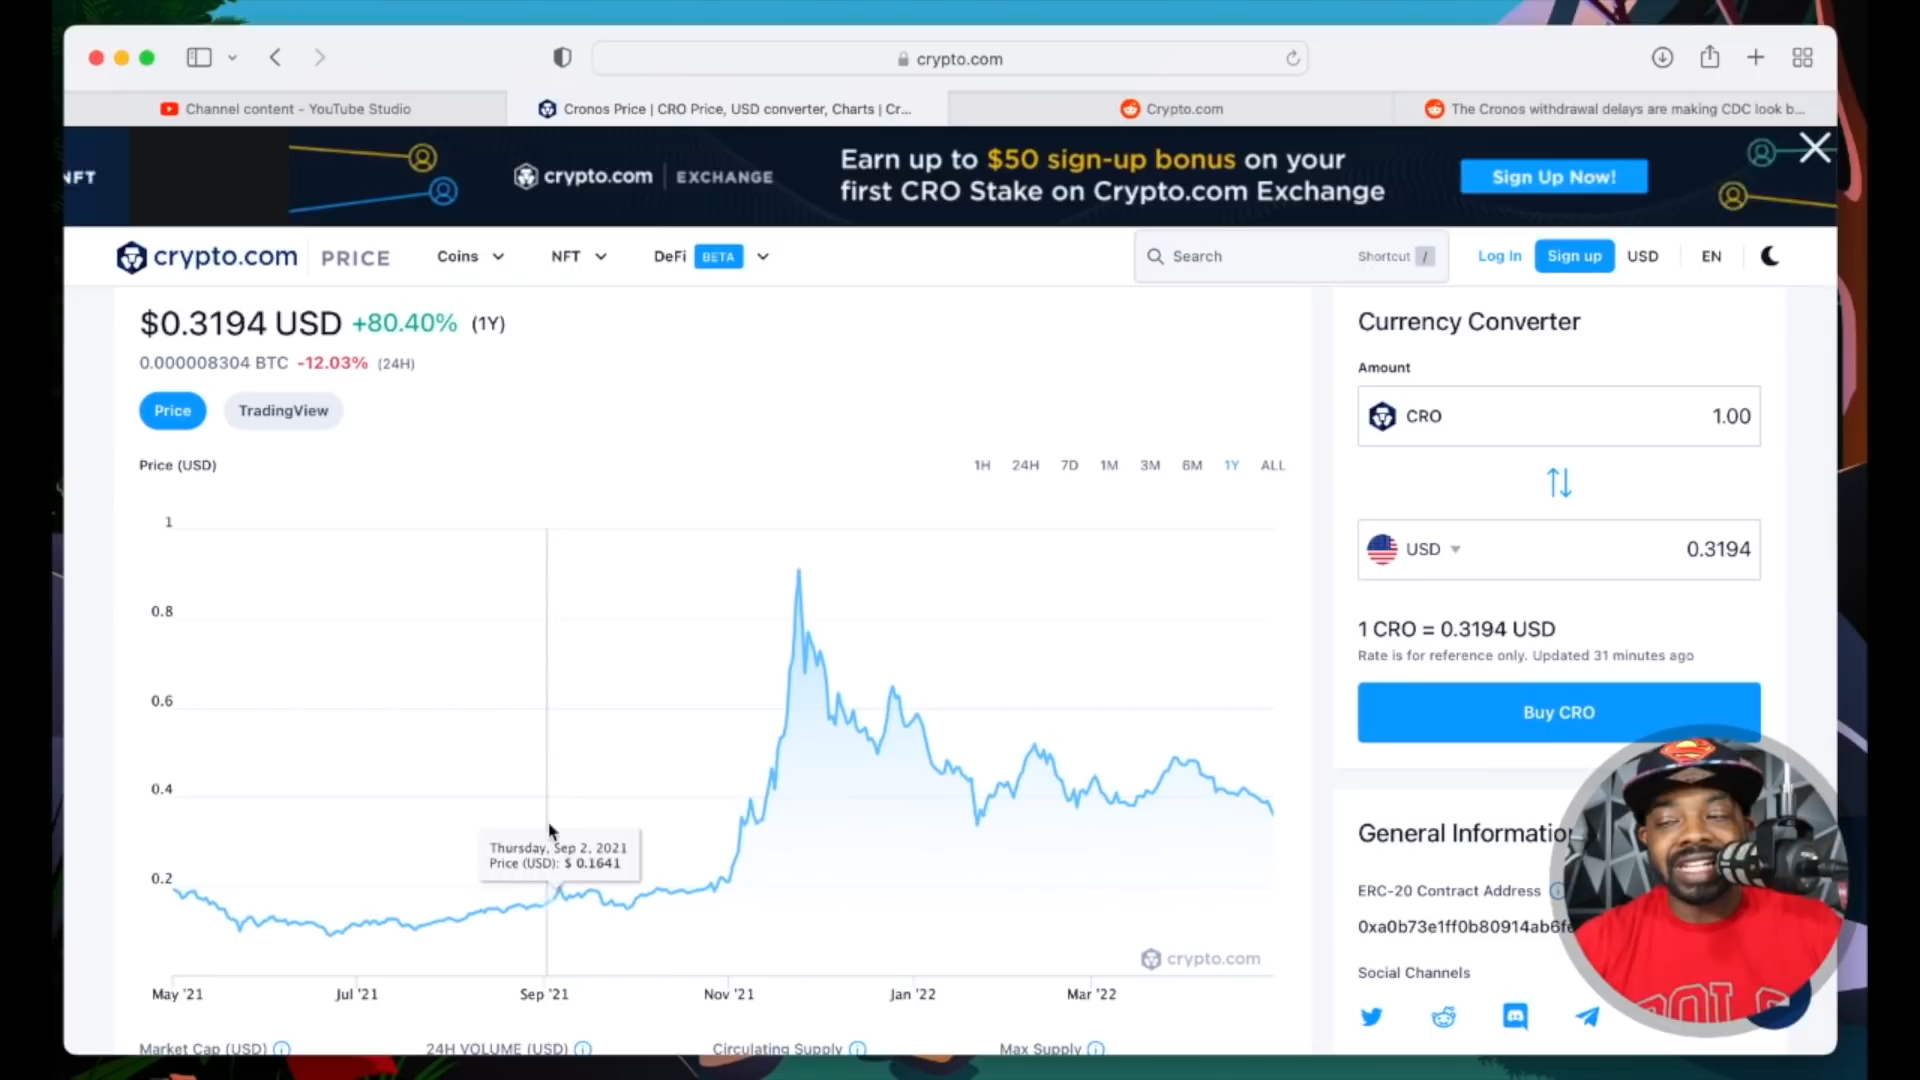 crypto.com
Channel content - YouTube Studio
Cronos Price | CRO Price, USD converter, Charts | Cr...
Crypto.com
The Cronos withdrawal delays are making CDC look b...
NFT
crypto.com | EXCHANGE
Earn up to $50 sign-up bonus on your
first CRO Stake on Crypto.com Exchange
Sign Up Now!
crypto.com PRICE
Coins
NFT
DeFi BETA
Search
Shortcut /
Log In
Sign up
USD
EN
$0.3194 USD +80.40% (1Y)
0.000008304 BTC -12.03% (24H)
Price
TradingView
Price (USD)
1H 24H 7D 1M 3M 6M 1Y ALL
1
0.8
0.6
0.4
0.2
Thursday, Sep 2, 2021
Price (USD): $ 0.1641
crypto.com
May '21 Jul '21 Sep '21 Nov '21 Jan '22 Mar '22
Market Cap (USD)
24H VOLUME (USD)
Circulating Supply
Max Supply
Currency Converter
Amount
CRO 1.00
USD 0.3194
1 CRO = 0.3194 USD
Rate is for reference only. Updated 31 minutes ago
Buy CRO
General Informatio
ERC-20 Contract Address
0xa0b73e1ff0b80914ab6fe
Social Channels